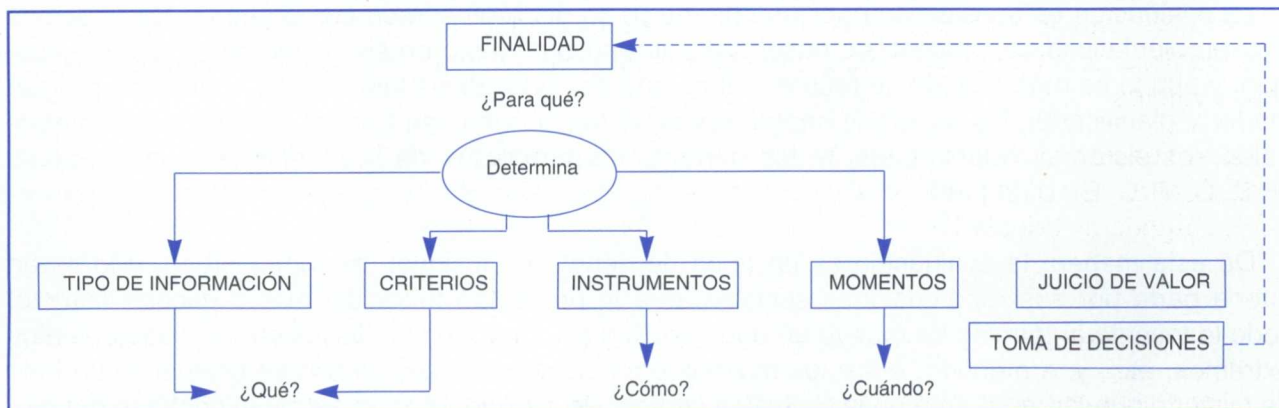 FINALIDAD
¿Para qué?
Determina
TIPO DE INFORMACIÓN
CRITERIOS
INSTRUMENTOS
MOMENTOS
JUICIO DE VALOR
TOMA DE DECISIONES
¿Qué?
¿Cómo?
¿Cuándo?